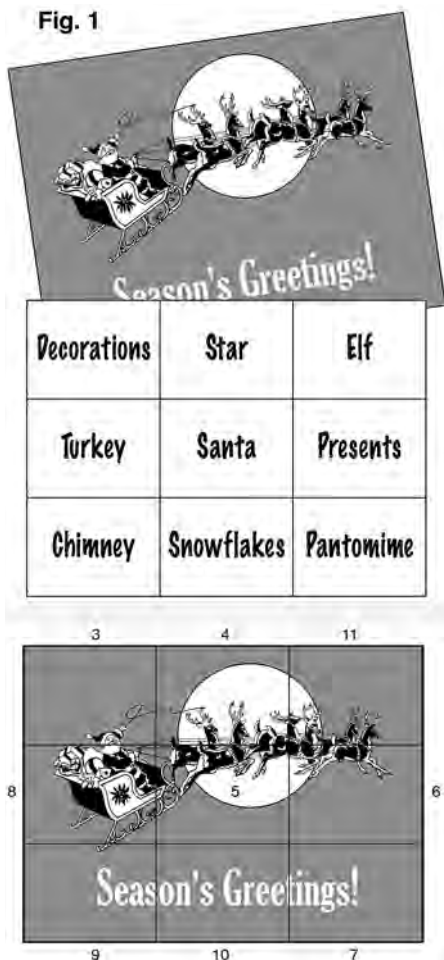 Fig. 1
Season's Greetings!
Decorations Star Elf
Turkey Santa Presents
Chimney Snowflakes Pantomime
3 4 11
8 5 6
Season's Greetings!
9 10 7